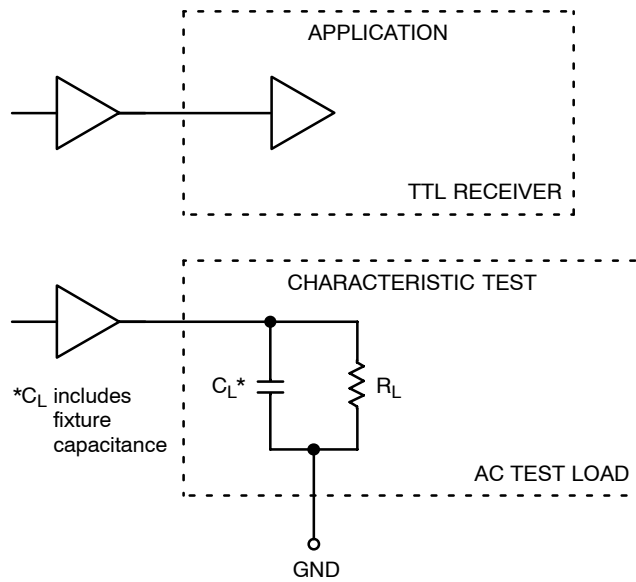 APPLICATION
TTL RECEIVER
CHARACTERISTIC TEST
*CL includes
fixture
capacitance
CL*
RL
AC TEST LOAD
GND